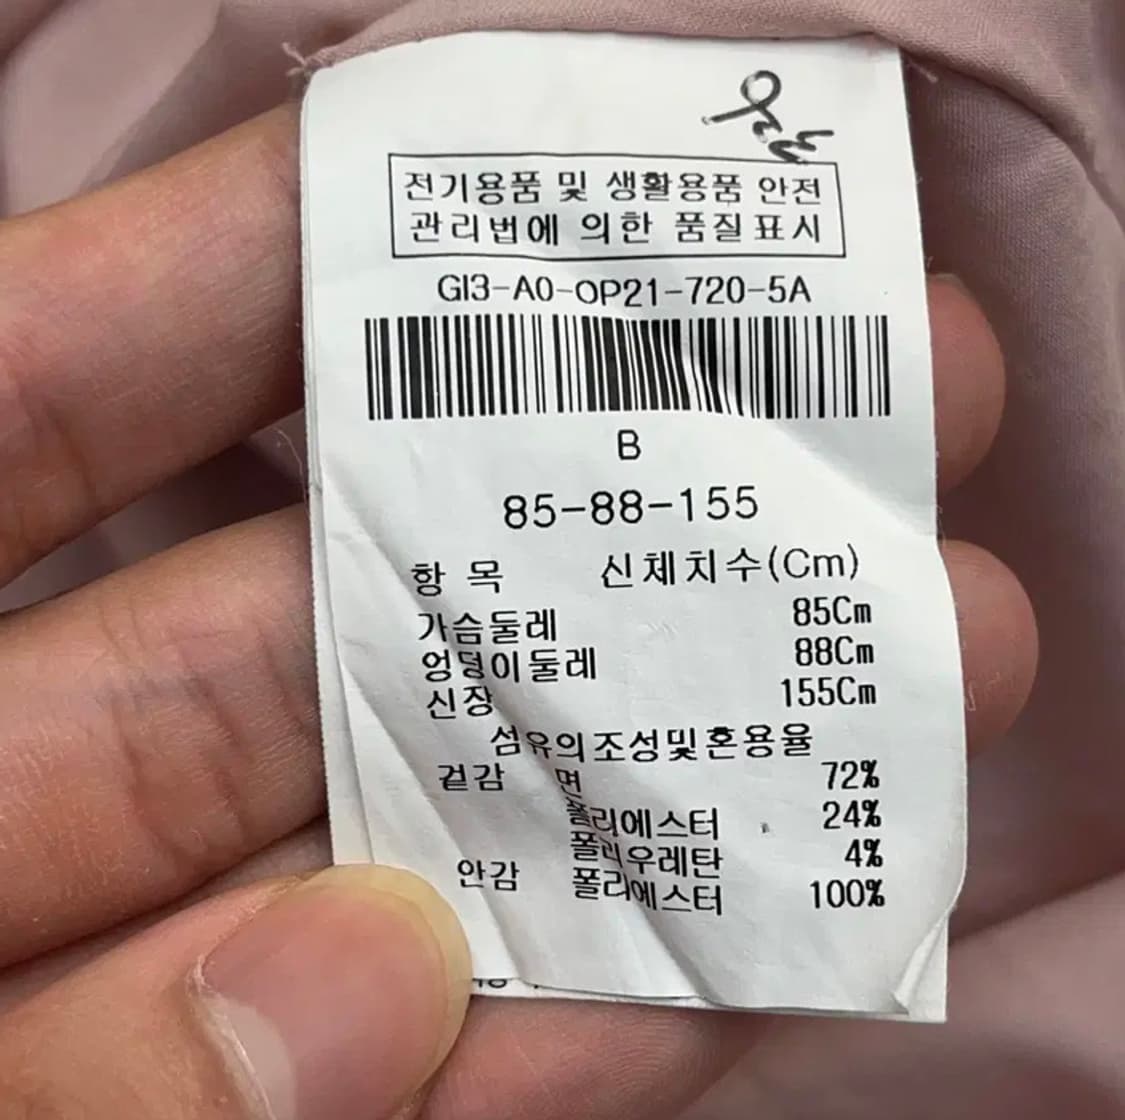 전기용품 및 생활용품 안전
관리법에 의한 품질표시
GI3-A0-OP21-720-5A
B
85-88-155
항 목 신체치수(Cm)
가슴둘레 85Cm
엉덩이둘레 88Cm
신장 155Cm
섬유의조성및혼용율
겉감 면 72%
폴리에스터 24%
폴리우레탄 4%
안감 폴리에스터 100%